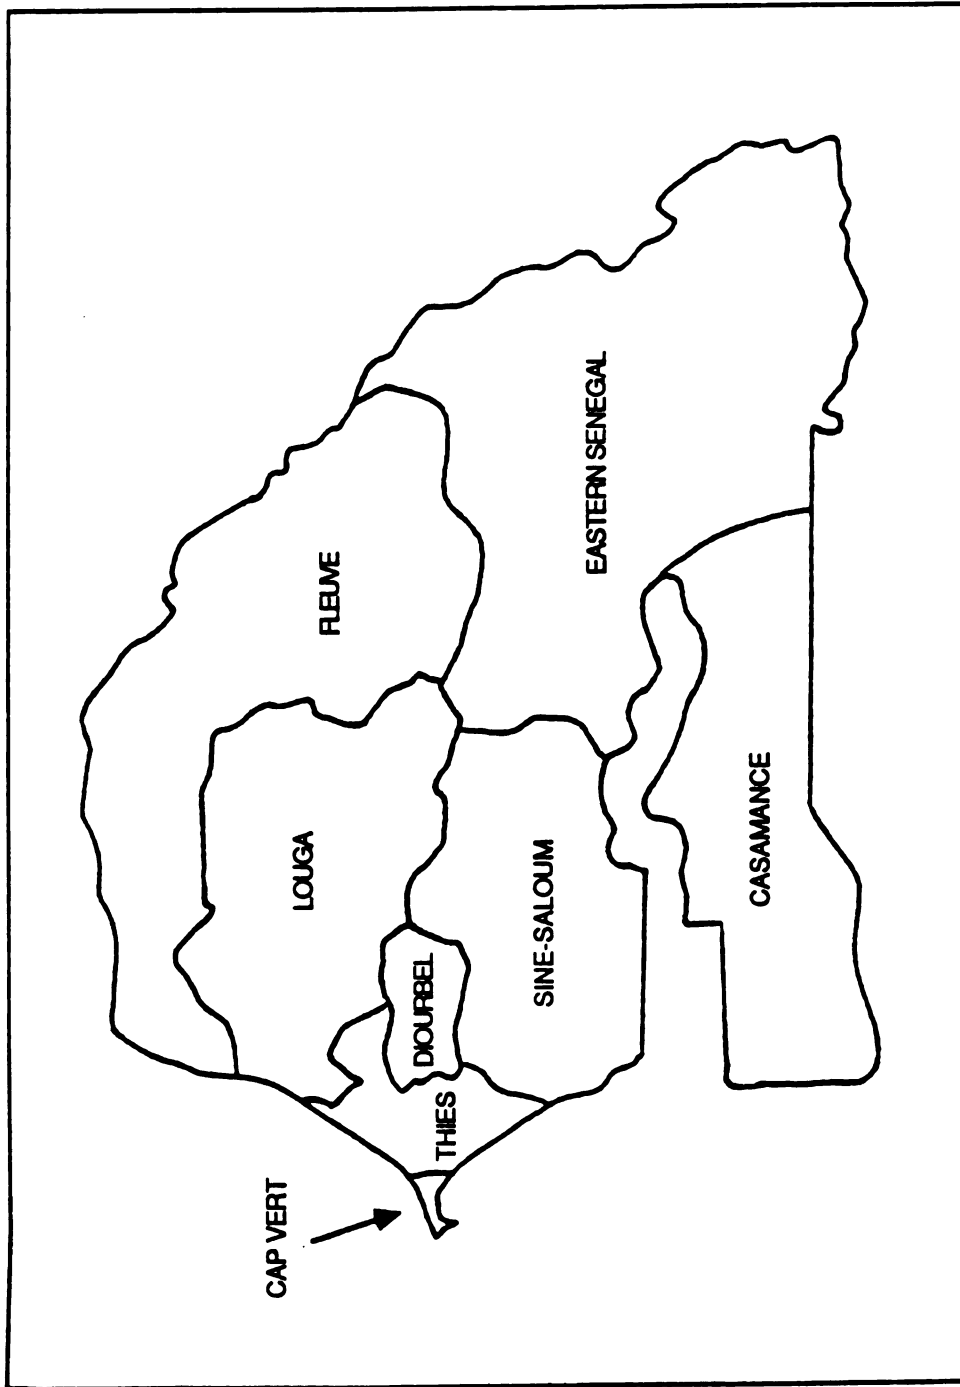 CAP VERT
THIES
DIOURBEL
LOUGA
FLEUVE
SINE-SALOUM
EASTERN SENEGAL
CASAMANCE